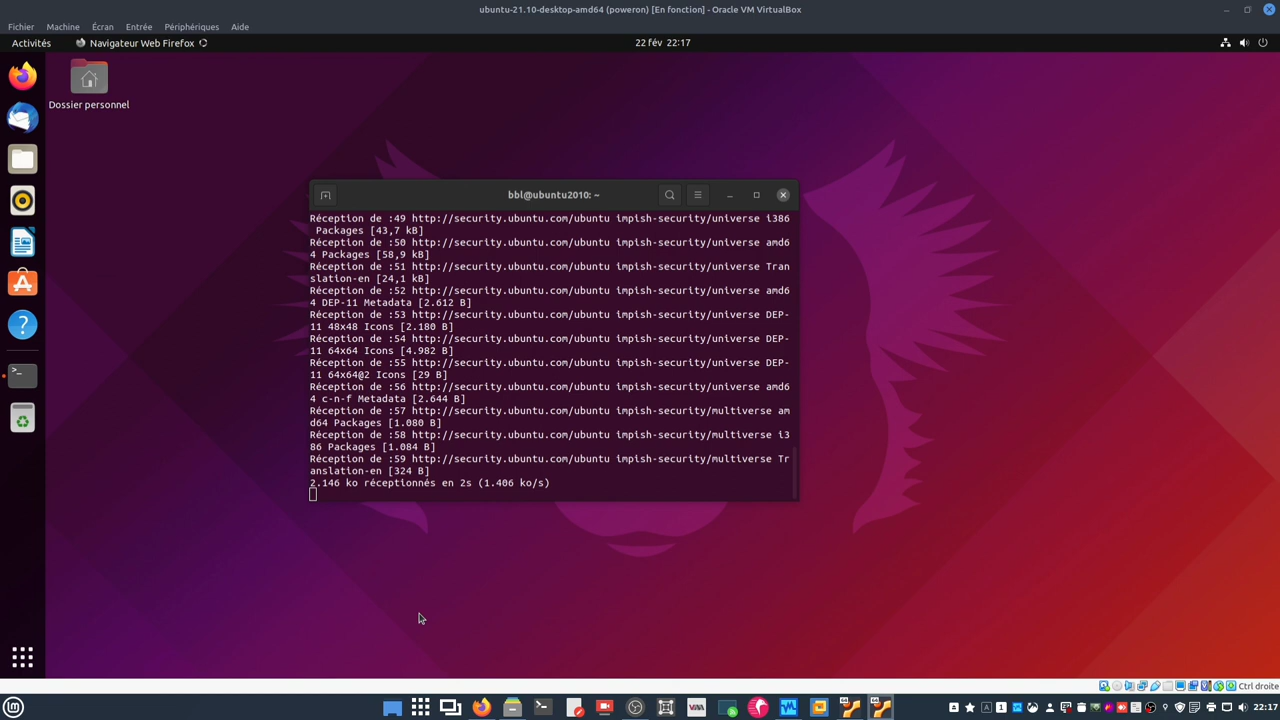 ubuntu-21.10-desktop-amd64 (poweron) [En fonction] - Oracle VM VirtualBox
Fichier Machine Écran Entrée Périphériques Aide
Activités Navigateur Web Firefox 22 fév 22:17
Dossier personnel
bbl@ubuntu2010: ~
Réception de :49 http://security.ubuntu.com/ubuntu impish-security/universe i386
 Packages [43,7 kB]
Réception de :50 http://security.ubuntu.com/ubuntu impish-security/universe amd6
4 Packages [58,9 kB]
Réception de :51 http://security.ubuntu.com/ubuntu impish-security/universe Tran
slation-en [24,1 kB]
Réception de :52 http://security.ubuntu.com/ubuntu impish-security/universe amd6
4 DEP-11 Metadata [2.612 B]
Réception de :53 http://security.ubuntu.com/ubuntu impish-security/universe DEP-
11 48x48 Icons [2.180 B]
Réception de :54 http://security.ubuntu.com/ubuntu impish-security/universe DEP-
11 64x64 Icons [4.982 B]
Réception de :55 http://security.ubuntu.com/ubuntu impish-security/universe DEP-
11 64x64@2 Icons [29 B]
Réception de :56 http://security.ubuntu.com/ubuntu impish-security/universe amd6
4 c-n-f Metadata [2.644 B]
Réception de :57 http://security.ubuntu.com/ubuntu impish-security/multiverse am
d64 Packages [1.080 B]
Réception de :58 http://security.ubuntu.com/ubuntu impish-security/multiverse i3
86 Packages [1.084 B]
Réception de :59 http://security.ubuntu.com/ubuntu impish-security/multiverse Tr
anslation-en [324 B]
2.146 ko réceptionnés en 2s (1.406 ko/s)
Ctrl droite
22:17